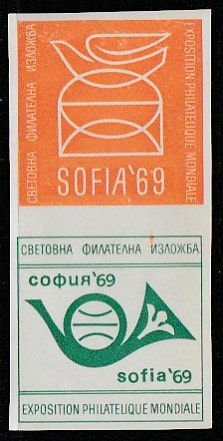 СВЕТОВНА ФИЛАТЕЛНА ИЗЛОЖБА
EXPOSITION PHILATELIQUE MONDIALE
SOFIA'69
СВЕТОВНА ФИЛАТЕЛНА ИЗЛОЖБА
софия'69
sofia'69
EXPOSITION PHILATELIQUE MONDIALE